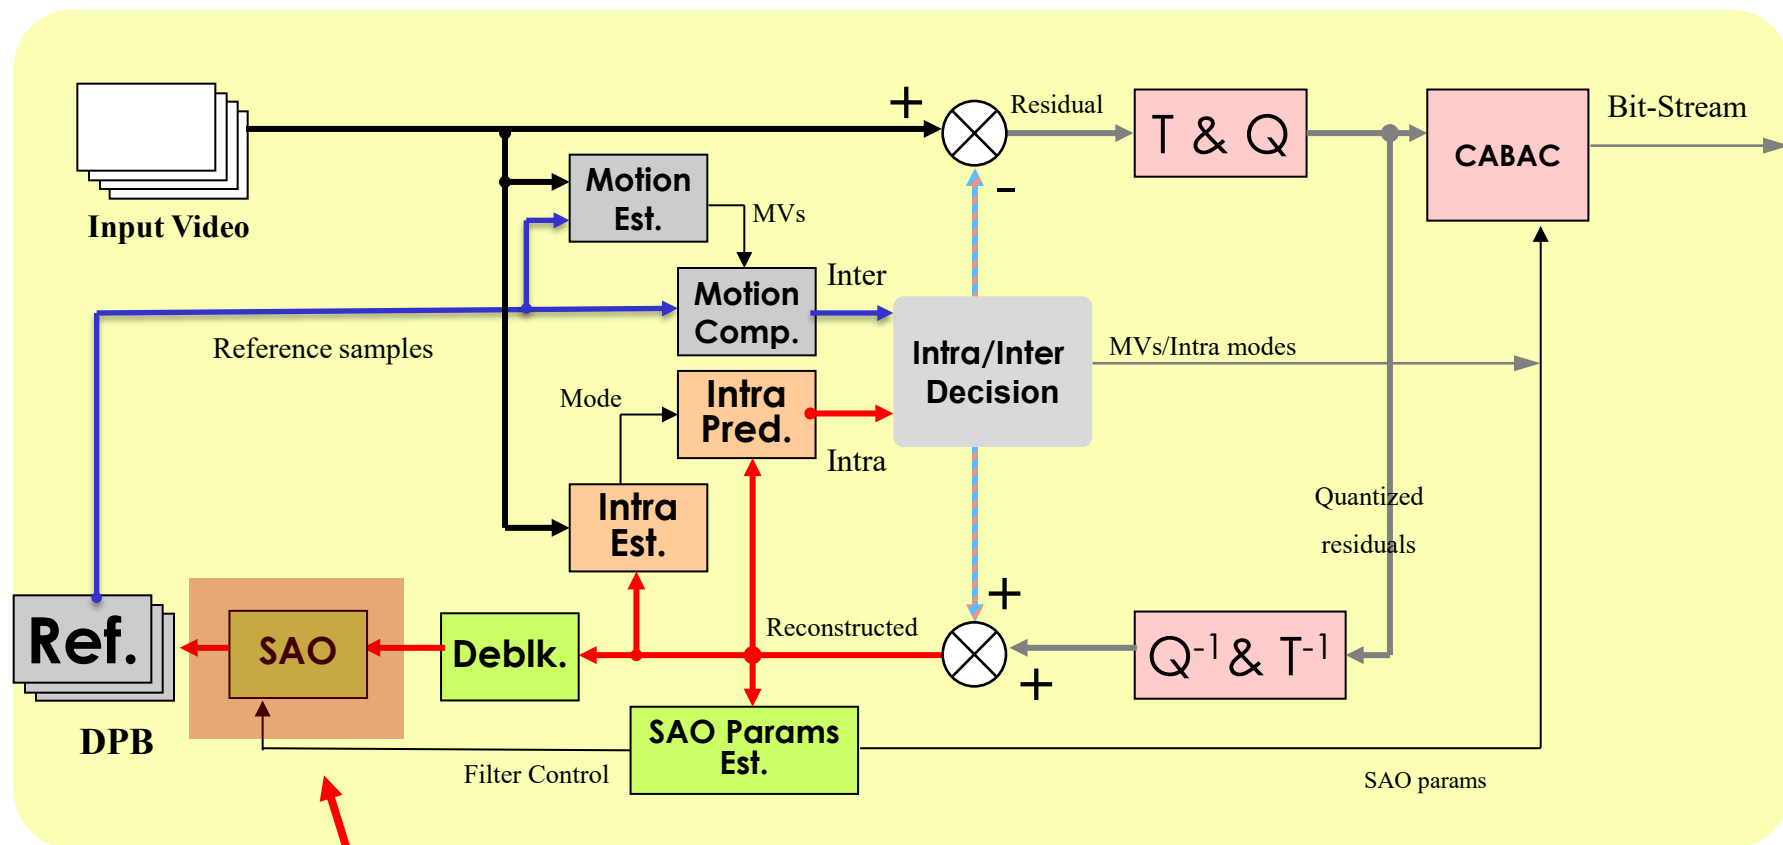 +
Residual
T & Q
CABAC
Bit-Stream
Input Video
Motion
Est.
-
MVs
Motion
Comp.
Inter
Reference samples
Intra/Inter
Decision
MVs/Intra modes
Mode
Intra
Pred.
Intra
Intra
Est.
Quantized
residuals
+
Ref.
SAO
Deblk.
Reconstructed
+
Q-1 & T-1
DPB
SAO Params
Est.
Filter Control
SAO params